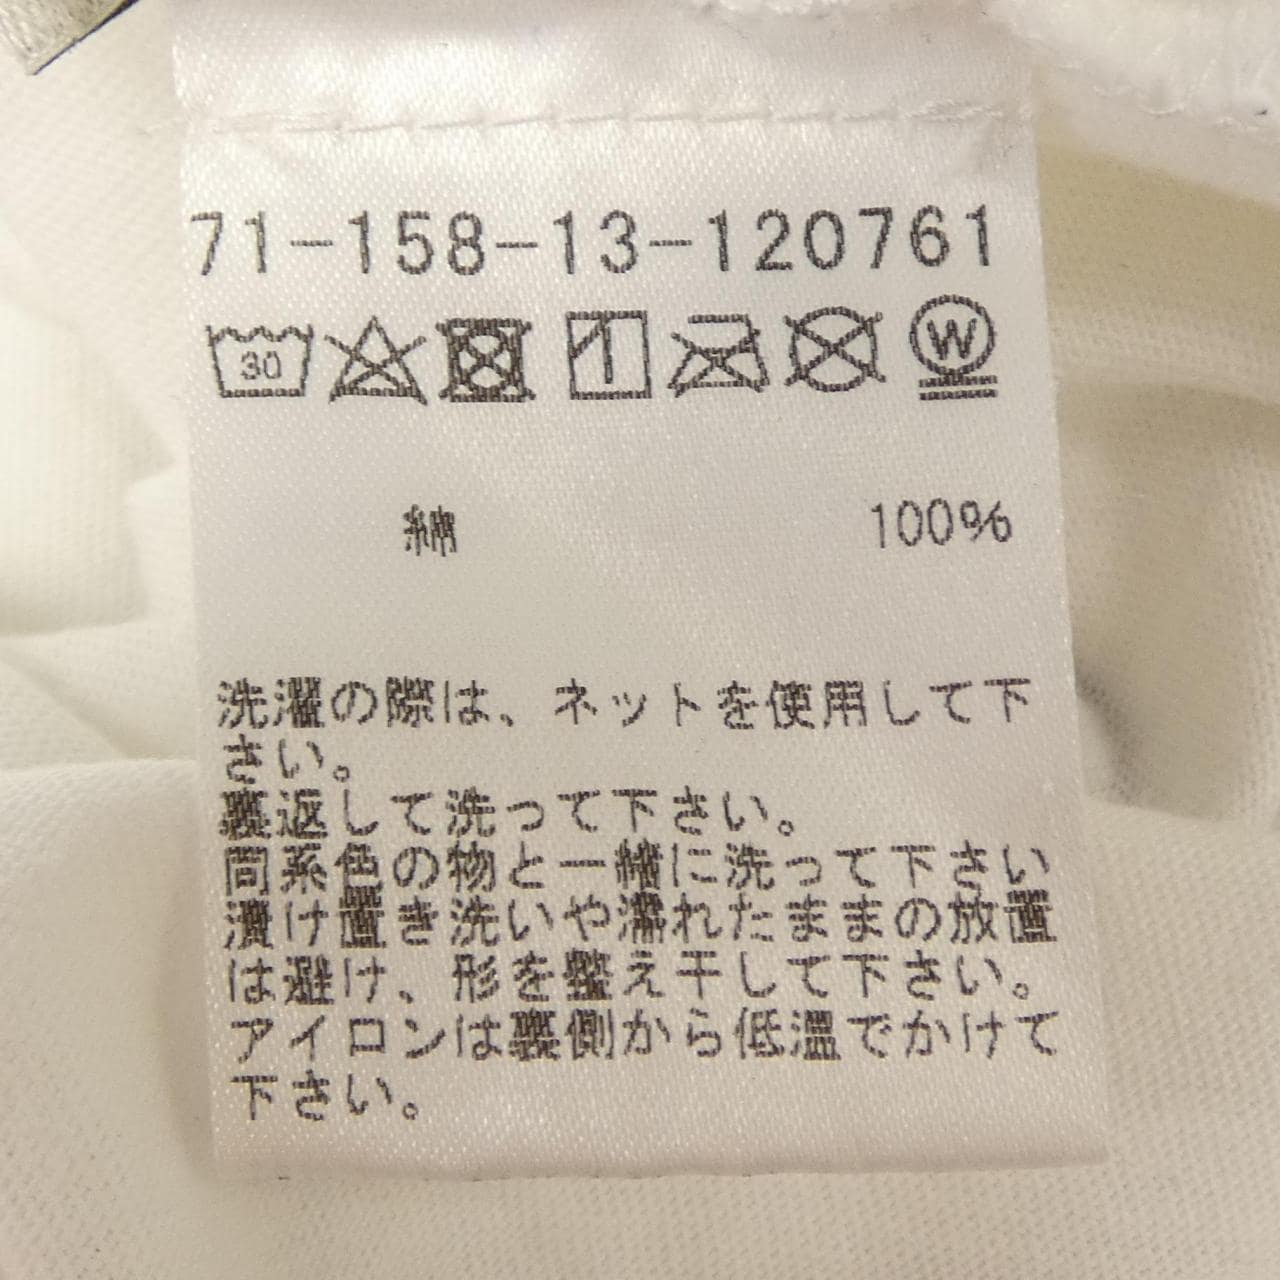 71-158-13-120761
30 W
綿 100%
洗濯の際は、ネットを使用して下
さい。
裏返して洗って下さい。
同系色の物と一緒に洗って下さい
漬け置き洗いや濡れたままの放置
は避け、形を整え干して下さい。
アイロンは裏側から低温でかけて
下さい。